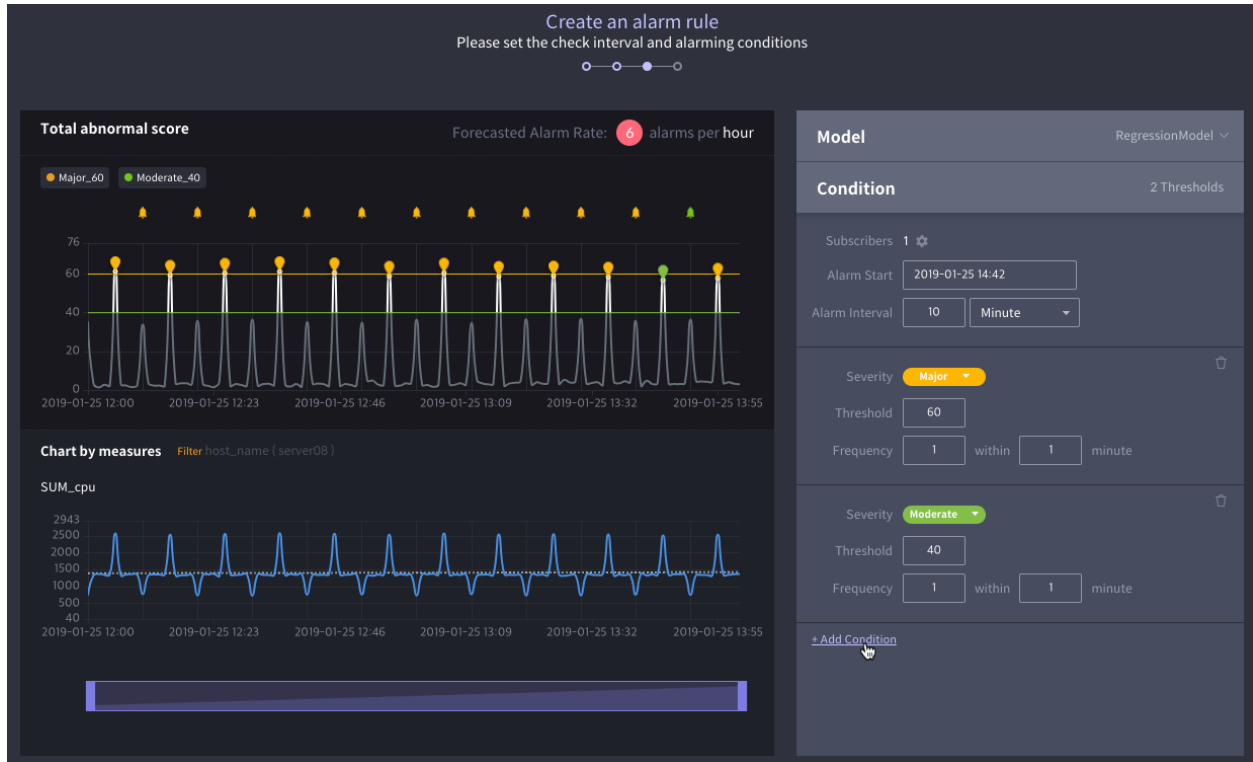 Create an alarm rule
Please set the check interval and alarming conditions
Total abnormal score
Forecasted Alarm Rate: 6 alarms per hour
Major_60 Moderate_40
76
60
40
20
0
2019-01-25 12:00 2019-01-25 12:23 2019-01-25 12:46 2019-01-25 13:09 2019-01-25 13:32 2019-01-25 13:55
Chart by measures Filter host_name ( server08 )
SUM_cpu
2943
2500
2000
1500
1000
500
40
2019-01-25 12:00 2019-01-25 12:23 2019-01-25 12:46 2019-01-25 13:09 2019-01-25 13:32 2019-01-25 13:55
Model RegressionModel
Condition 2 Thresholds
Subscribers 1
Alarm Start 2019-01-25 14:42
Alarm Interval 10 Minute
Severity Major
Threshold 60
Frequency 1 within 1 minute
Severity Moderate
Threshold 40
Frequency 1 within 1 minute
+ Add Condition